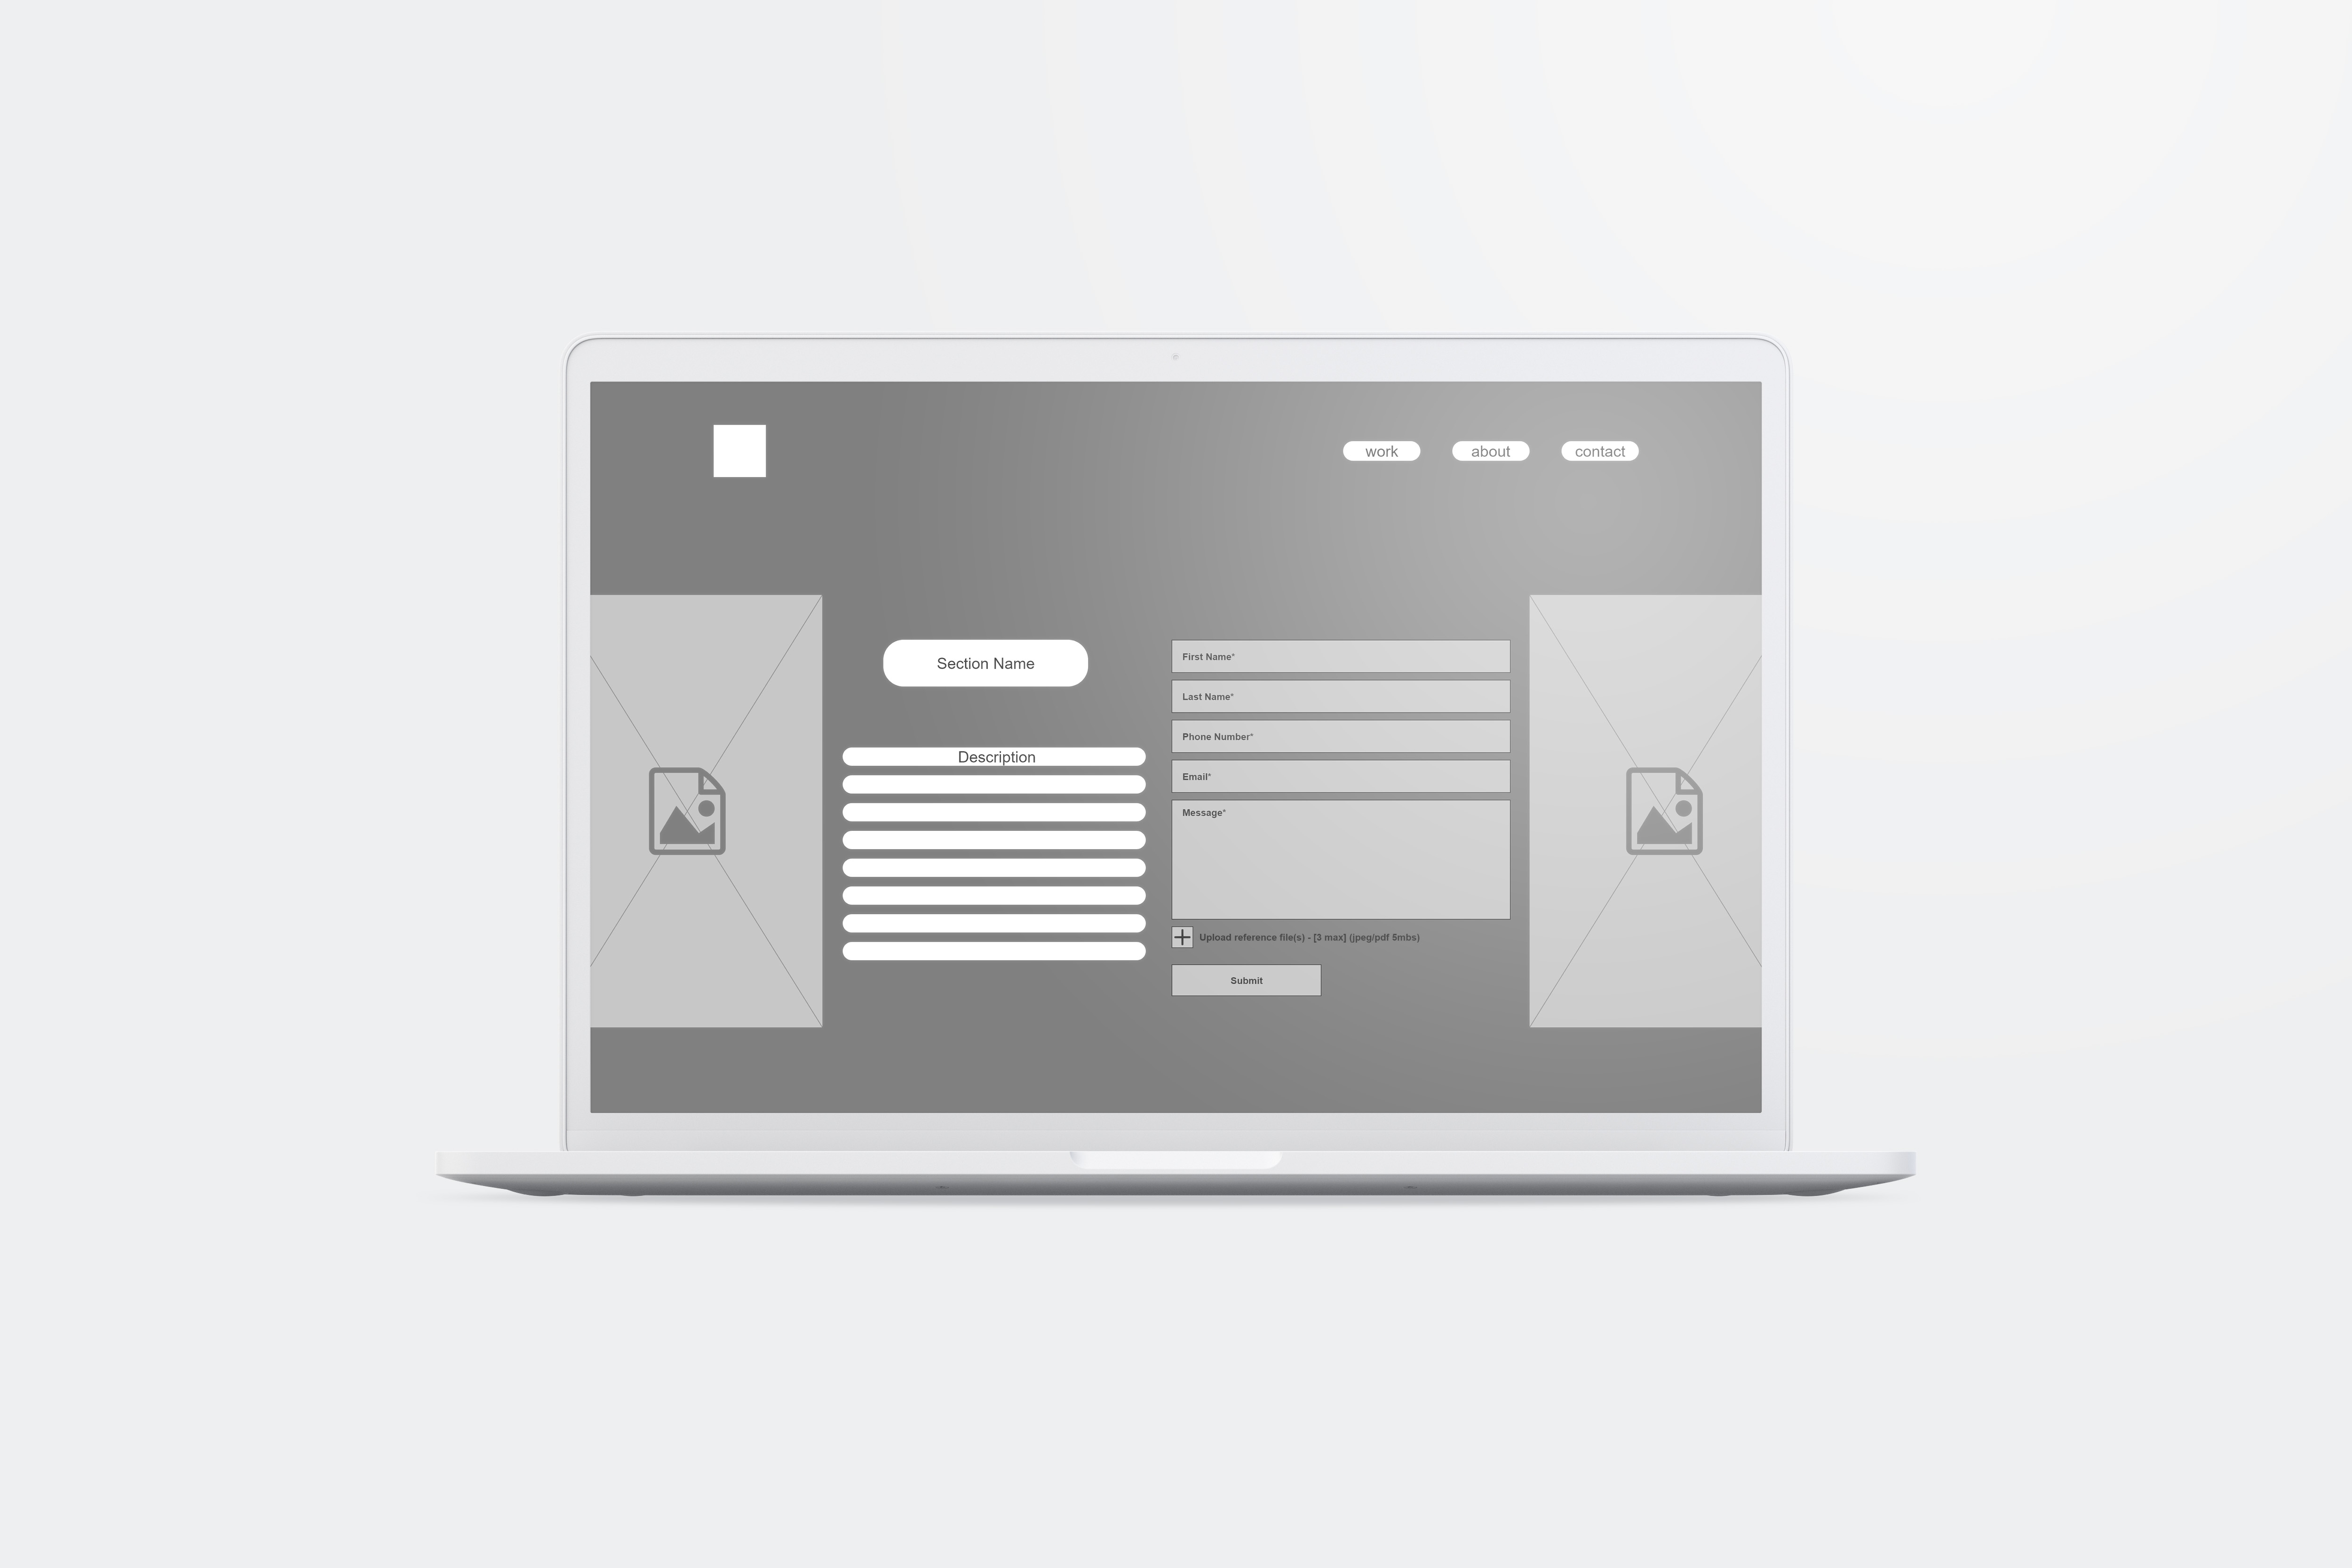 work
about
contact
Section Name
Description
First Name*
Last Name*
Phone Number*
Email*
Message*
Upload reference file(s) - [3 max] (jpeg/pdf 5mbs)
Submit